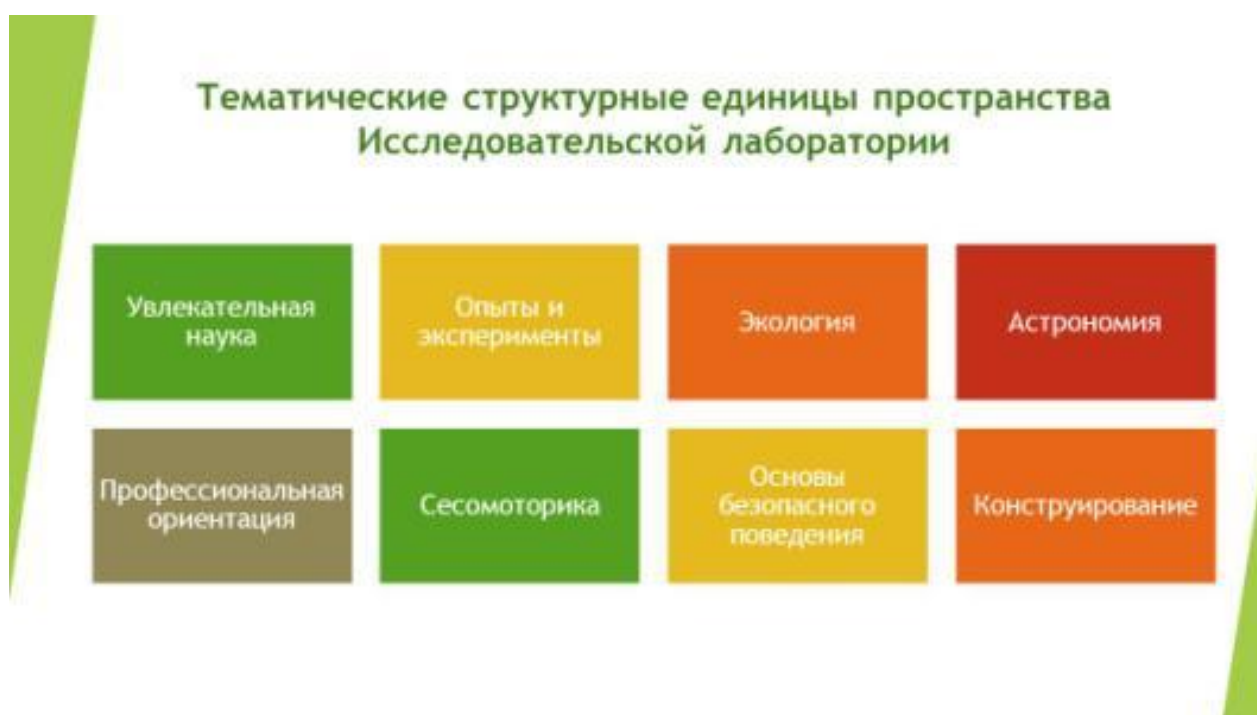 Тематические структурные единицы пространства
Исследовательской лаборатории
Увлекательная
наука
Опыты и
эксперименты
Экология
Астрономия
Профессиональная
ориентация
Сесомоторика
Основы
безопасного
поведения
Конструирование